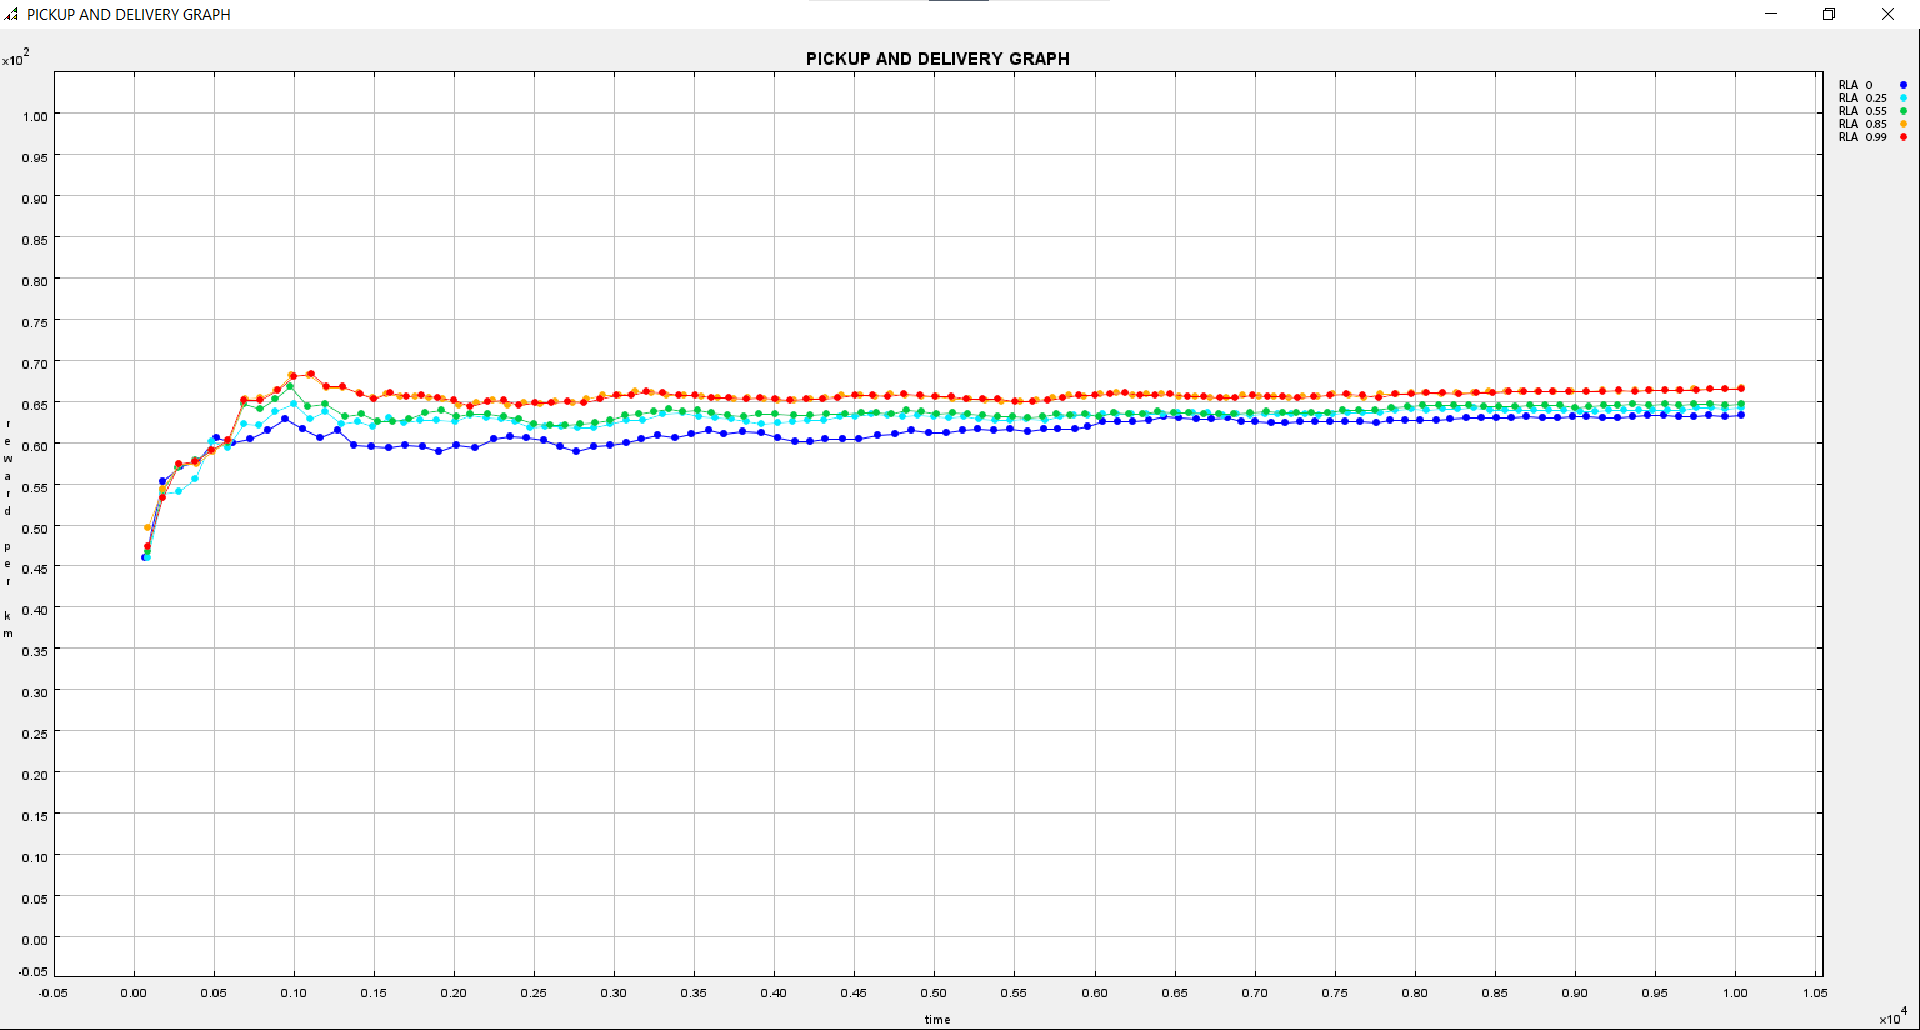 PICKUP AND DELIVERY GRAPH
PICKUP AND DELIVERY GRAPH
x10 2
1.00
0.95
0.90
0.85
0.80
0.75
0.70
0.65
0.60
0.55
0.50
0.45
0.40
0.35
0.30
0.25
0.20
0.15
0.10
0.05
0.00
-0.05
reward per km
RLA 0
RLA 0.25
RLA 0.55
RLA 0.85
RLA 0.99
-0.05 0.00 0.05 0.10 0.15 0.20 0.25 0.30 0.35 0.40 0.45 0.50 0.55 0.60 0.65 0.70 0.75 0.80 0.85 0.90 0.95 1.00 1.05
time
x10 4